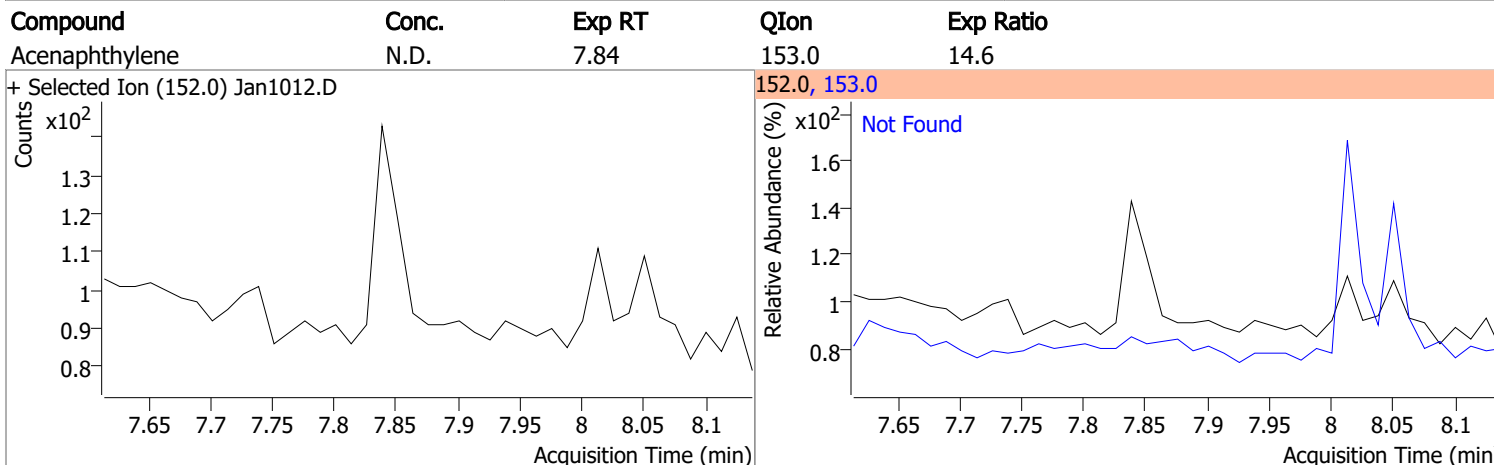 Compound Conc. Exp RT QIon Exp Ratio
Acenaphthylene N.D. 7.84 153.0 14.6
+ Selected Ion (152.0) Jan1012.D
Counts
x10²
1.3
1.2
1.1
1
0.9
0.8
7.65 7.7 7.75 7.8 7.85 7.9 7.95 8 8.05 8.1
Acquisition Time (min)
152.0, 153.0
Relative Abundance (%)
x10²
Not Found
1.6
1.4
1.2
1
0.8
7.65 7.7 7.75 7.8 7.85 7.9 7.95 8 8.05 8.1
Acquisition Time (min